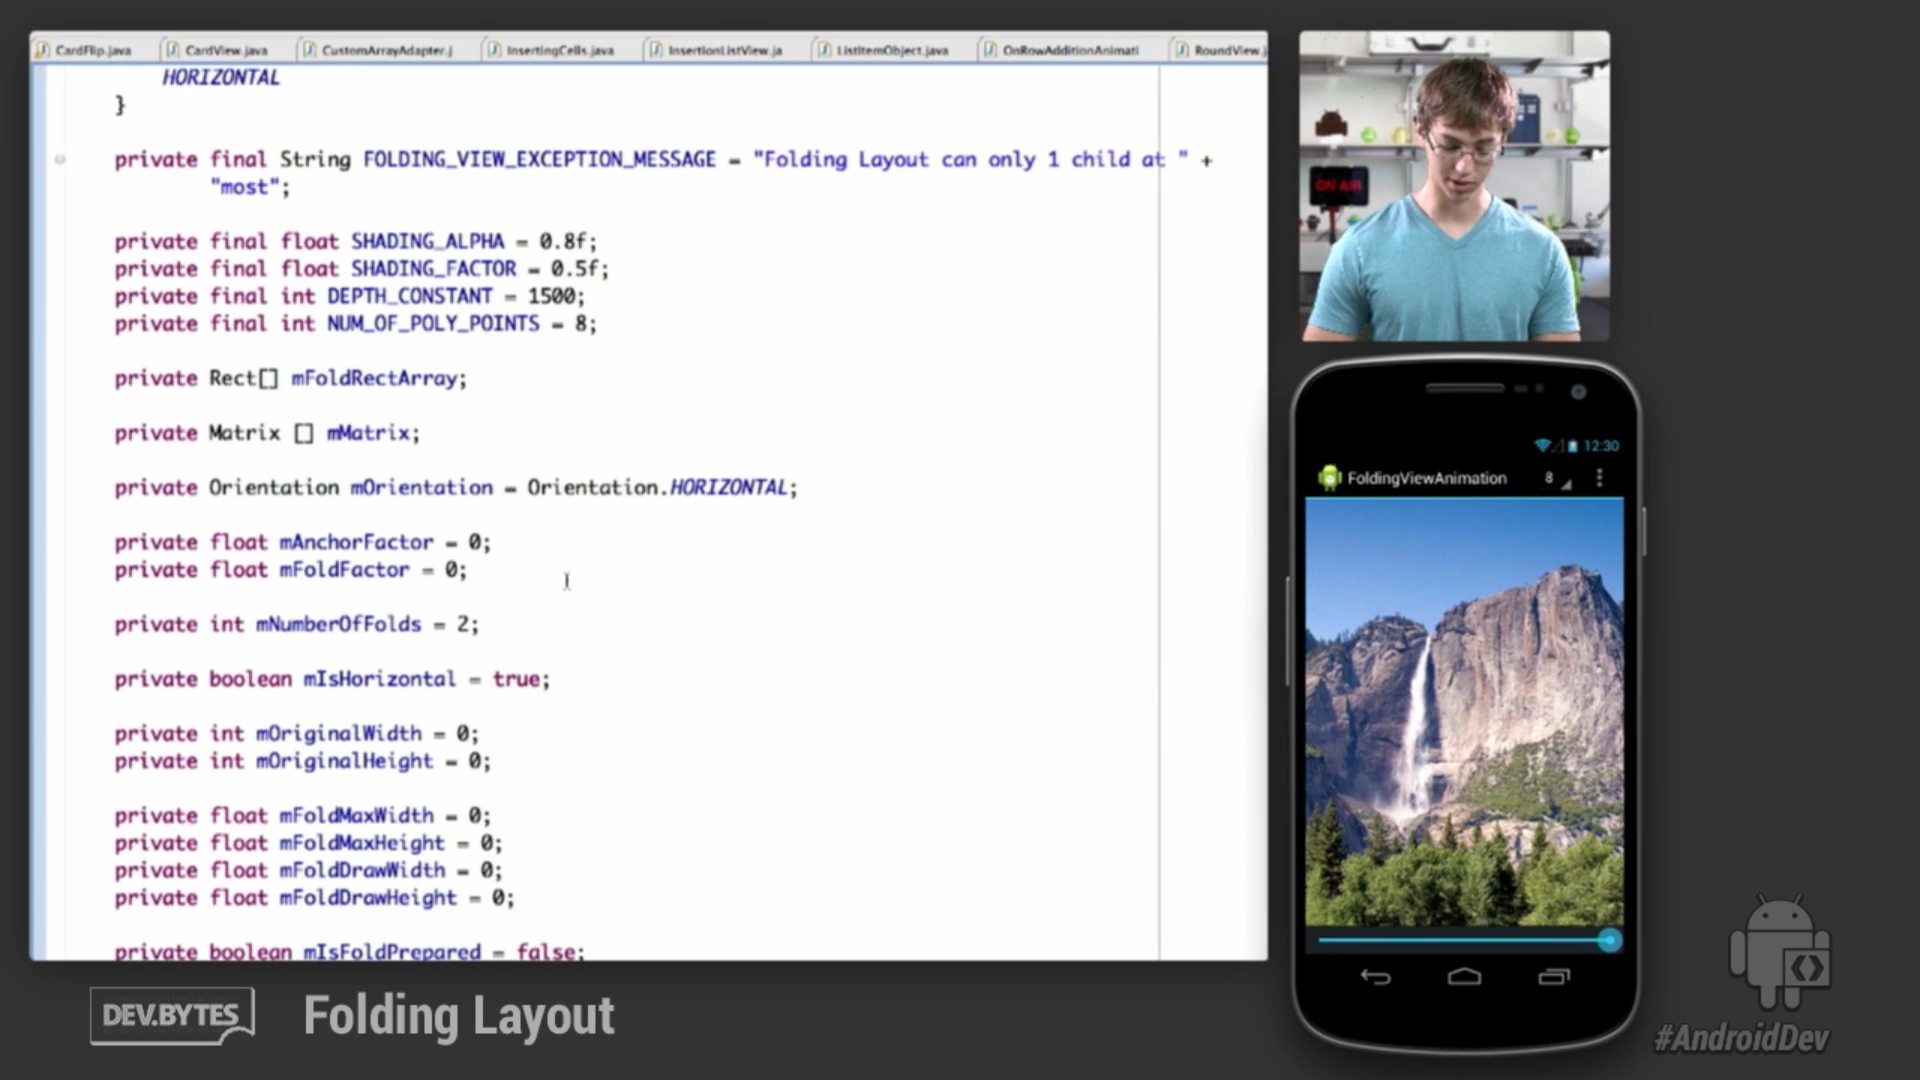 CardFlip.java CardView.java CustomArrayAdapter.j InsertingCells.java InsertionListView.ja ListItemObject.java OnRowAdditionAnimati RoundView.j
HORIZONTAL
}
private final String FOLDING_VIEW_EXCEPTION_MESSAGE = "Folding Layout can only 1 child at " +
"most";
private final float SHADING_ALPHA = 0.8f;
private final float SHADING_FACTOR = 0.5f;
private final int DEPTH_CONSTANT = 1500;
private final int NUM_OF_POLY_POINTS = 8;
private Rect[] mFoldRectArray;
private Matrix [] mMatrix;
private Orientation mOrientation = Orientation.HORIZONTAL;
private float mAnchorFactor = 0;
private float mFoldFactor = 0;
private int mNumberOfFolds = 2;
private boolean mIsHorizontal = true;
private int mOriginalWidth = 0;
private int mOriginalHeight = 0;
private float mFoldMaxWidth = 0;
private float mFoldMaxHeight = 0;
private float mFoldDrawWidth = 0;
private float mFoldDrawHeight = 0;
private boolean mIsFoldPrepared = false;
ON AIR
12:30
FoldingViewAnimation 8
DEV.BYTES Folding Layout
#AndroidDev